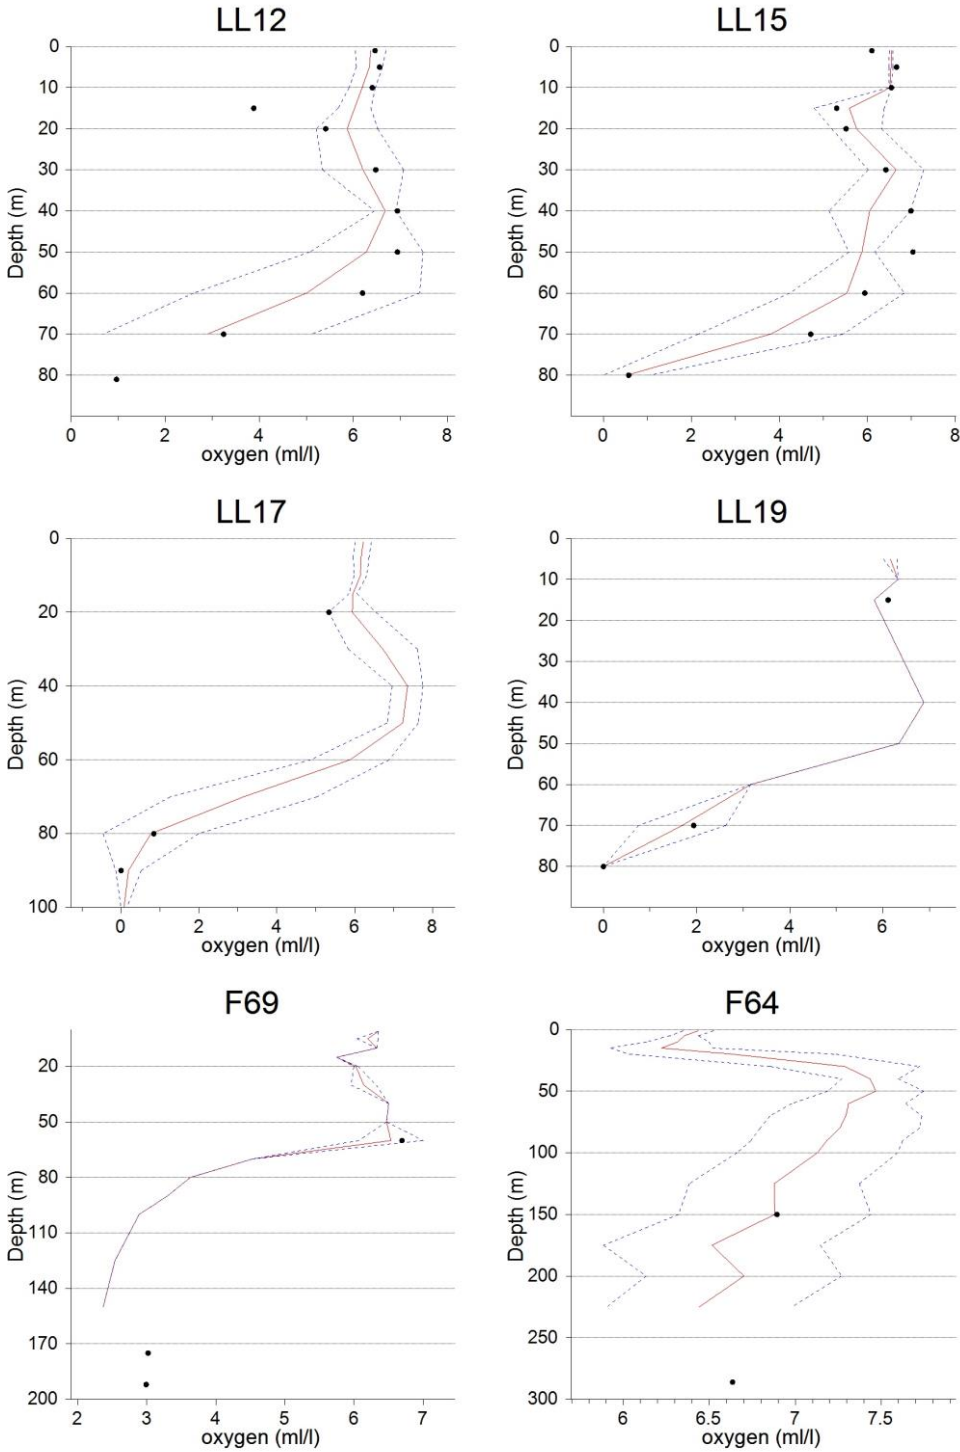 LL12
0
10
20
30
40
50
60
70
80
Depth (m)
0 2 4 6 8
oxygen (ml/l)
LL15
0
10
20
30
40
50
60
70
80
Depth (m)
0 2 4 6 8
oxygen (ml/l)
LL17
0
20
40
60
80
100
Depth (m)
0 2 4 6 8
oxygen (ml/l)
LL19
0
10
20
30
40
50
60
70
80
Depth (m)
0 2 4 6
oxygen (ml/l)
F69
20
50
80
110
140
170
200
Depth (m)
2 3 4 5 6 7
oxygen (ml/l)
F64
0
50
100
150
200
250
300
Depth (m)
6 6.5 7 7.5
oxygen (ml/l)